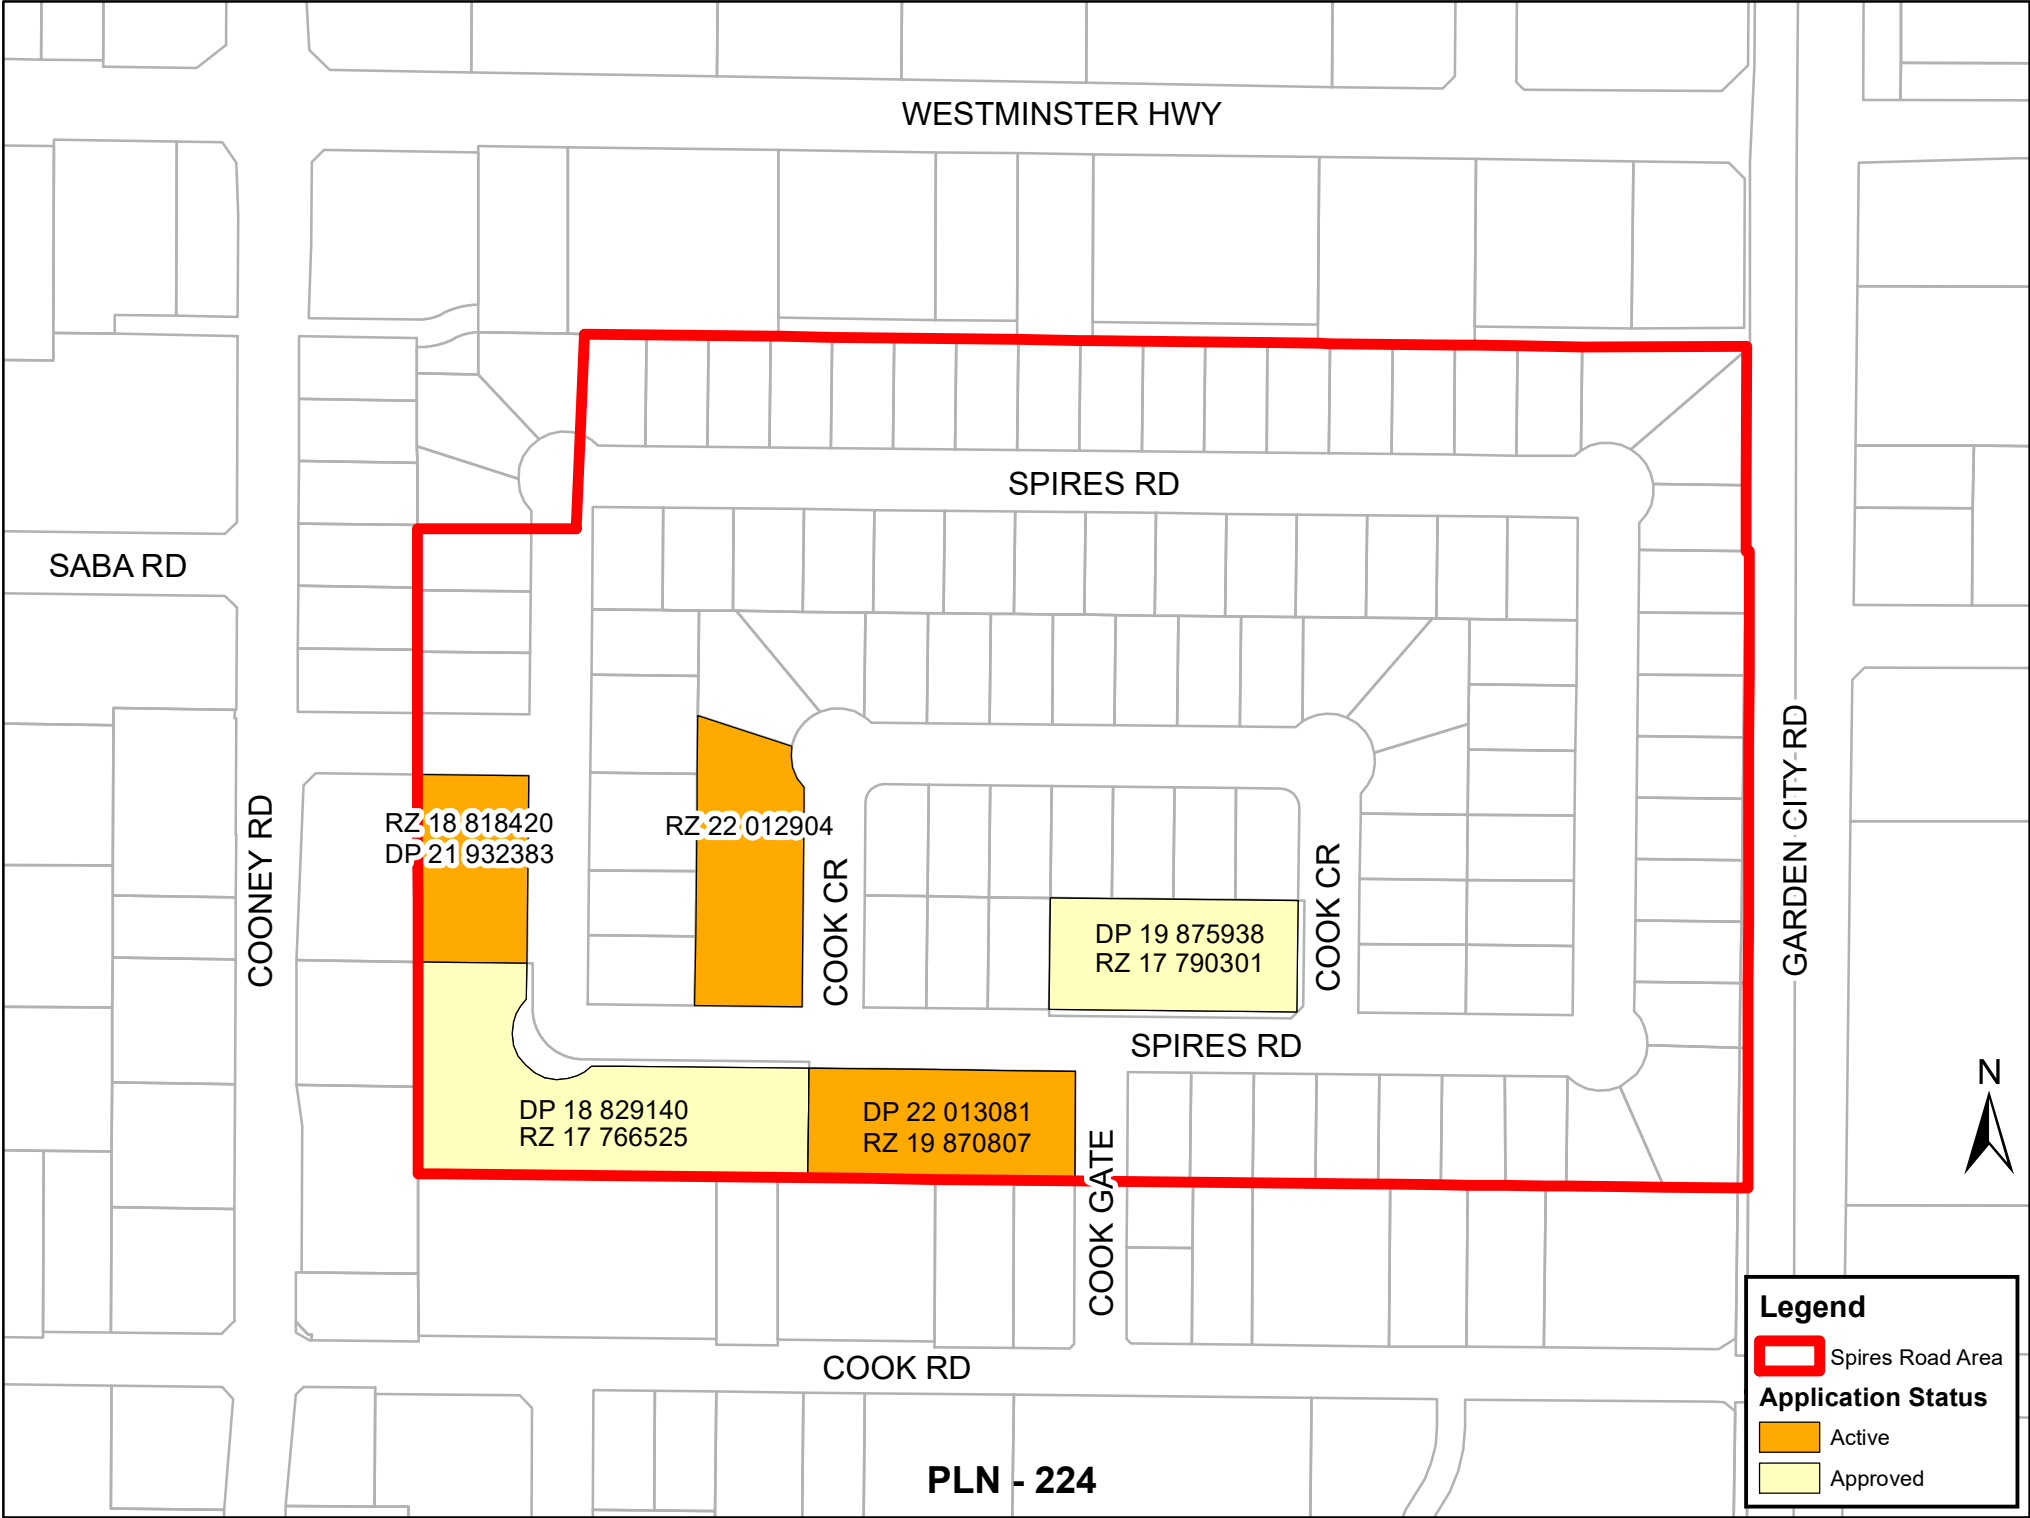 WESTMINSTER HWY
SPIRES RD
SABA RD
GARDEN CITY RD
COONEY RD
RZ 18 818420
DP 21 932383
RZ 22 012904
COOK CR
COOK CR
DP 19 875938
RZ 17 790301
SPIRES RD
DP 18 829140
RZ 17 766525
DP 22 013081
RZ 19 870807
COOK GATE
N
COOK RD
PLN - 224
Legend
Spires Road Area
Application Status
Active
Approved